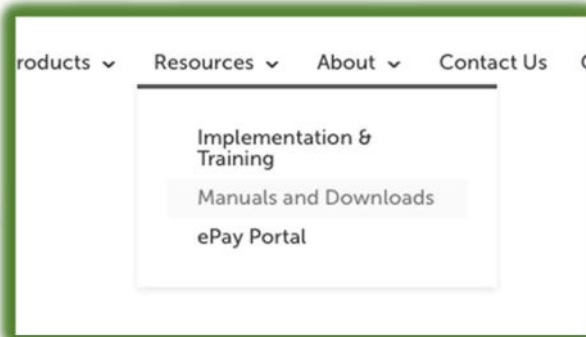 roducts Resources About Contact Us
Implementation &
Training
Manuals and Downloads
ePay Portal